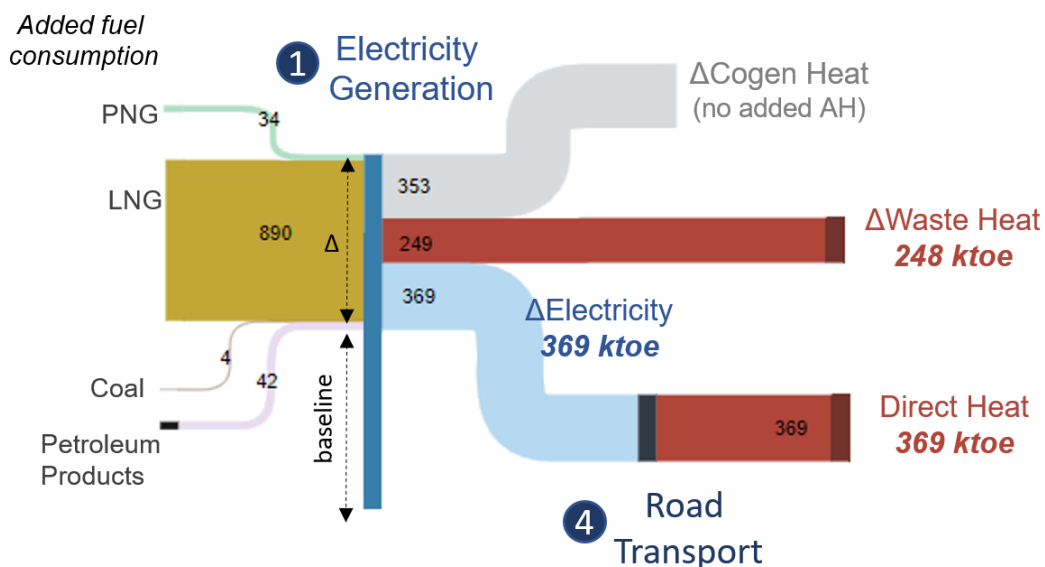 Added fuel
consumption
1
Electricity
Generation
PNG
34
LNG
890
Δ
Coal
4
42
Petroleum
Products
baseline
353
249
369
ΔCogen Heat
(no added AH)
ΔWaste Heat
248 ktoe
ΔElectricity
369 ktoe
369
Direct Heat
369 ktoe
4
Road
Transport